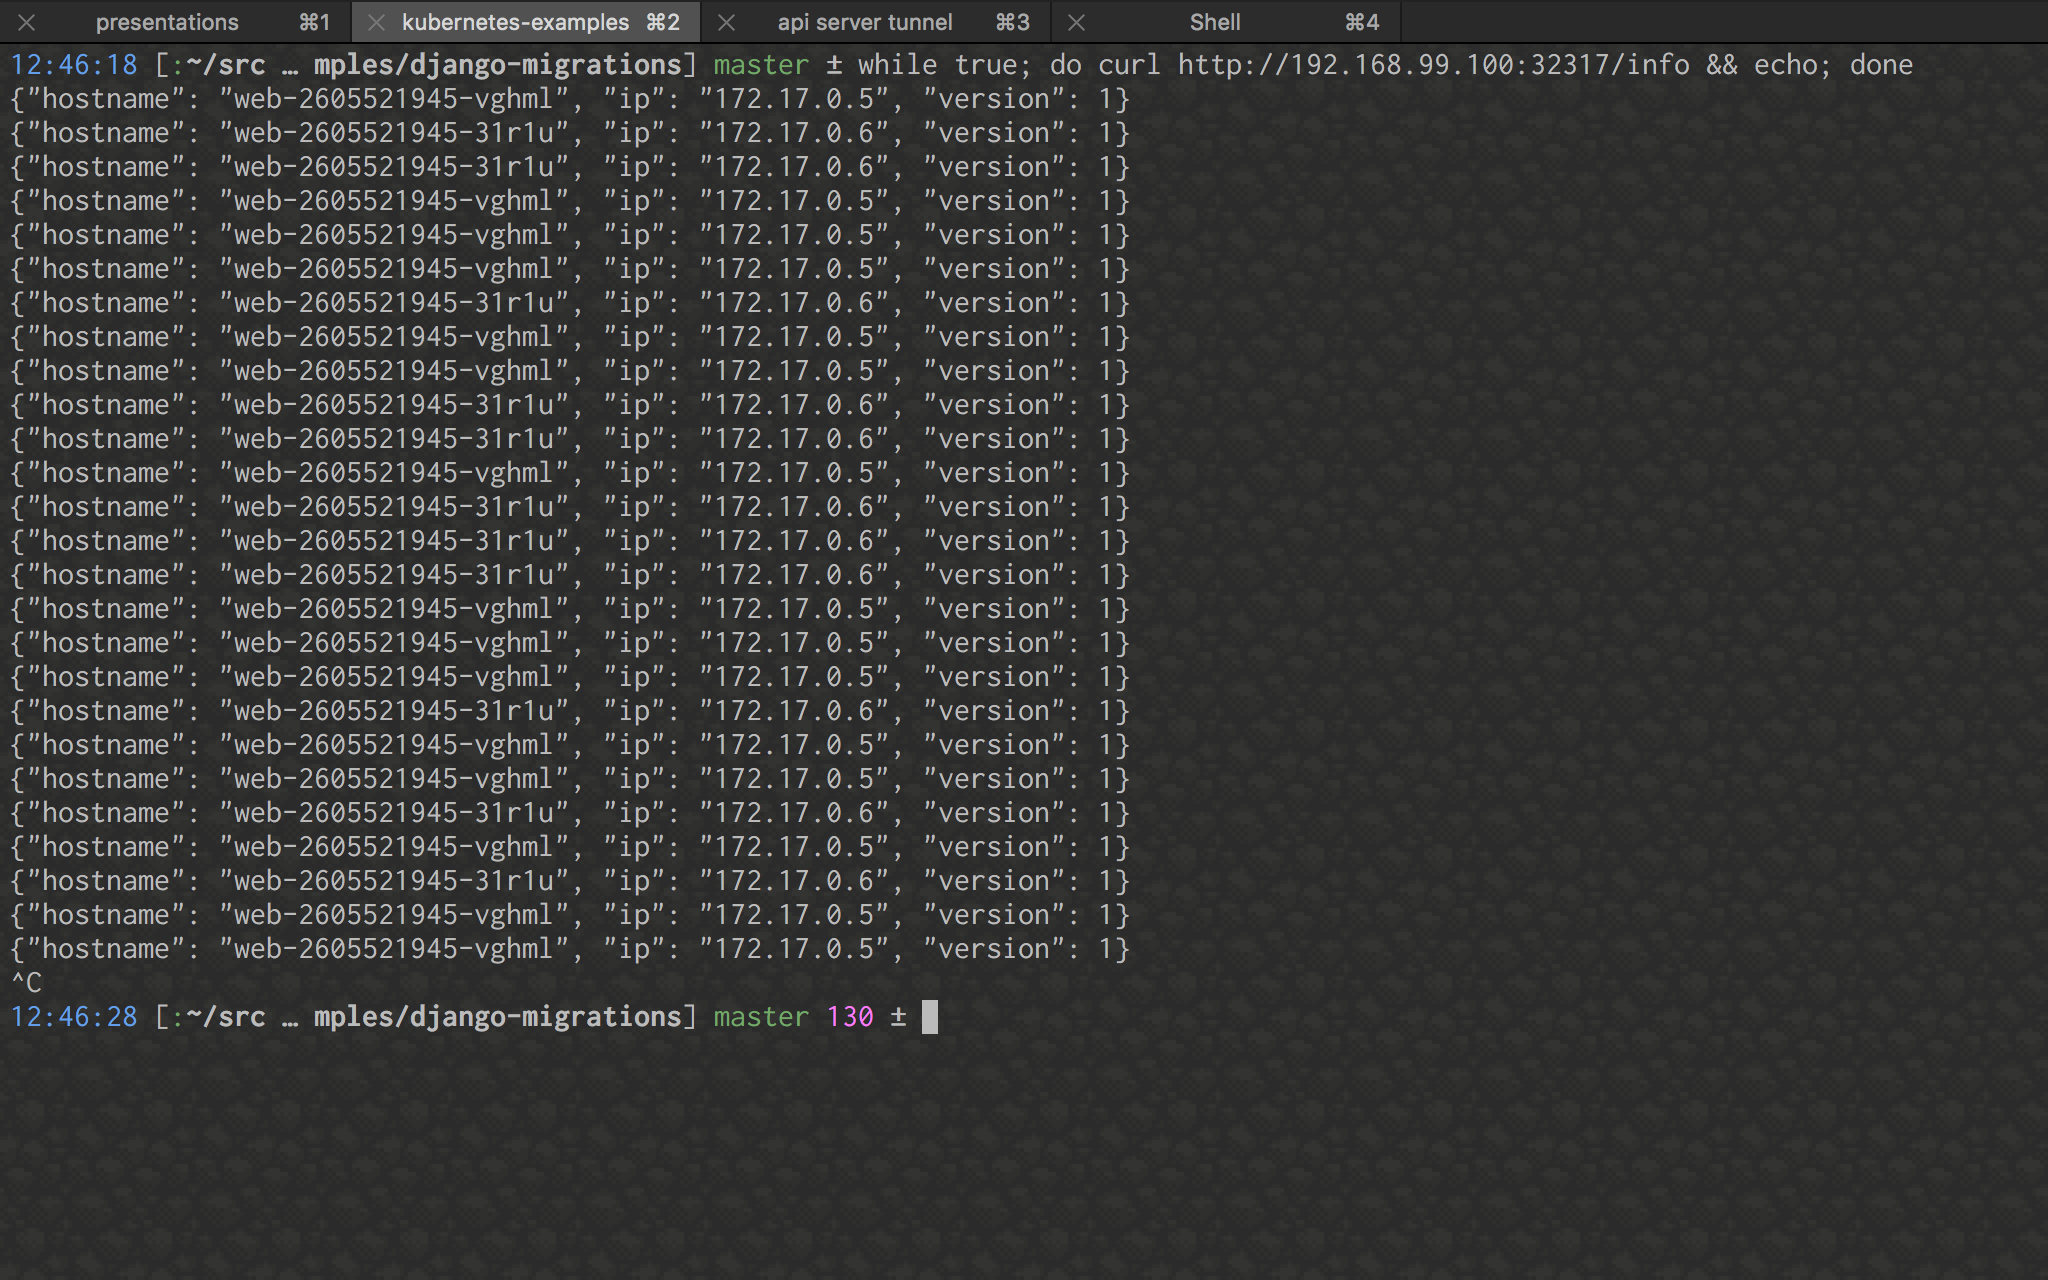 presentations ⌘1 kubernetes-examples ⌘2 api server tunnel ⌘3 Shell ⌘4
12:46:18 [:~/src … mples/django-migrations] master ± while true; do curl http://192.168.99.100:32317/info && echo; done
{"hostname": "web-2605521945-vghml", "ip": "172.17.0.5", "version": 1}
{"hostname": "web-2605521945-31r1u", "ip": "172.17.0.6", "version": 1}
{"hostname": "web-2605521945-31r1u", "ip": "172.17.0.6", "version": 1}
{"hostname": "web-2605521945-vghml", "ip": "172.17.0.5", "version": 1}
{"hostname": "web-2605521945-vghml", "ip": "172.17.0.5", "version": 1}
{"hostname": "web-2605521945-vghml", "ip": "172.17.0.5", "version": 1}
{"hostname": "web-2605521945-31r1u", "ip": "172.17.0.6", "version": 1}
{"hostname": "web-2605521945-vghml", "ip": "172.17.0.5", "version": 1}
{"hostname": "web-2605521945-vghml", "ip": "172.17.0.5", "version": 1}
{"hostname": "web-2605521945-31r1u", "ip": "172.17.0.6", "version": 1}
{"hostname": "web-2605521945-31r1u", "ip": "172.17.0.6", "version": 1}
{"hostname": "web-2605521945-vghml", "ip": "172.17.0.5", "version": 1}
{"hostname": "web-2605521945-31r1u", "ip": "172.17.0.6", "version": 1}
{"hostname": "web-2605521945-31r1u", "ip": "172.17.0.6", "version": 1}
{"hostname": "web-2605521945-31r1u", "ip": "172.17.0.6", "version": 1}
{"hostname": "web-2605521945-vghml", "ip": "172.17.0.5", "version": 1}
{"hostname": "web-2605521945-vghml", "ip": "172.17.0.5", "version": 1}
{"hostname": "web-2605521945-vghml", "ip": "172.17.0.5", "version": 1}
{"hostname": "web-2605521945-31r1u", "ip": "172.17.0.6", "version": 1}
{"hostname": "web-2605521945-vghml", "ip": "172.17.0.5", "version": 1}
{"hostname": "web-2605521945-vghml", "ip": "172.17.0.5", "version": 1}
{"hostname": "web-2605521945-31r1u", "ip": "172.17.0.6", "version": 1}
{"hostname": "web-2605521945-vghml", "ip": "172.17.0.5", "version": 1}
{"hostname": "web-2605521945-31r1u", "ip": "172.17.0.6", "version": 1}
{"hostname": "web-2605521945-vghml", "ip": "172.17.0.5", "version": 1}
{"hostname": "web-2605521945-vghml", "ip": "172.17.0.5", "version": 1}
^C
12:46:28 [:~/src … mples/django-migrations] master 130 ±